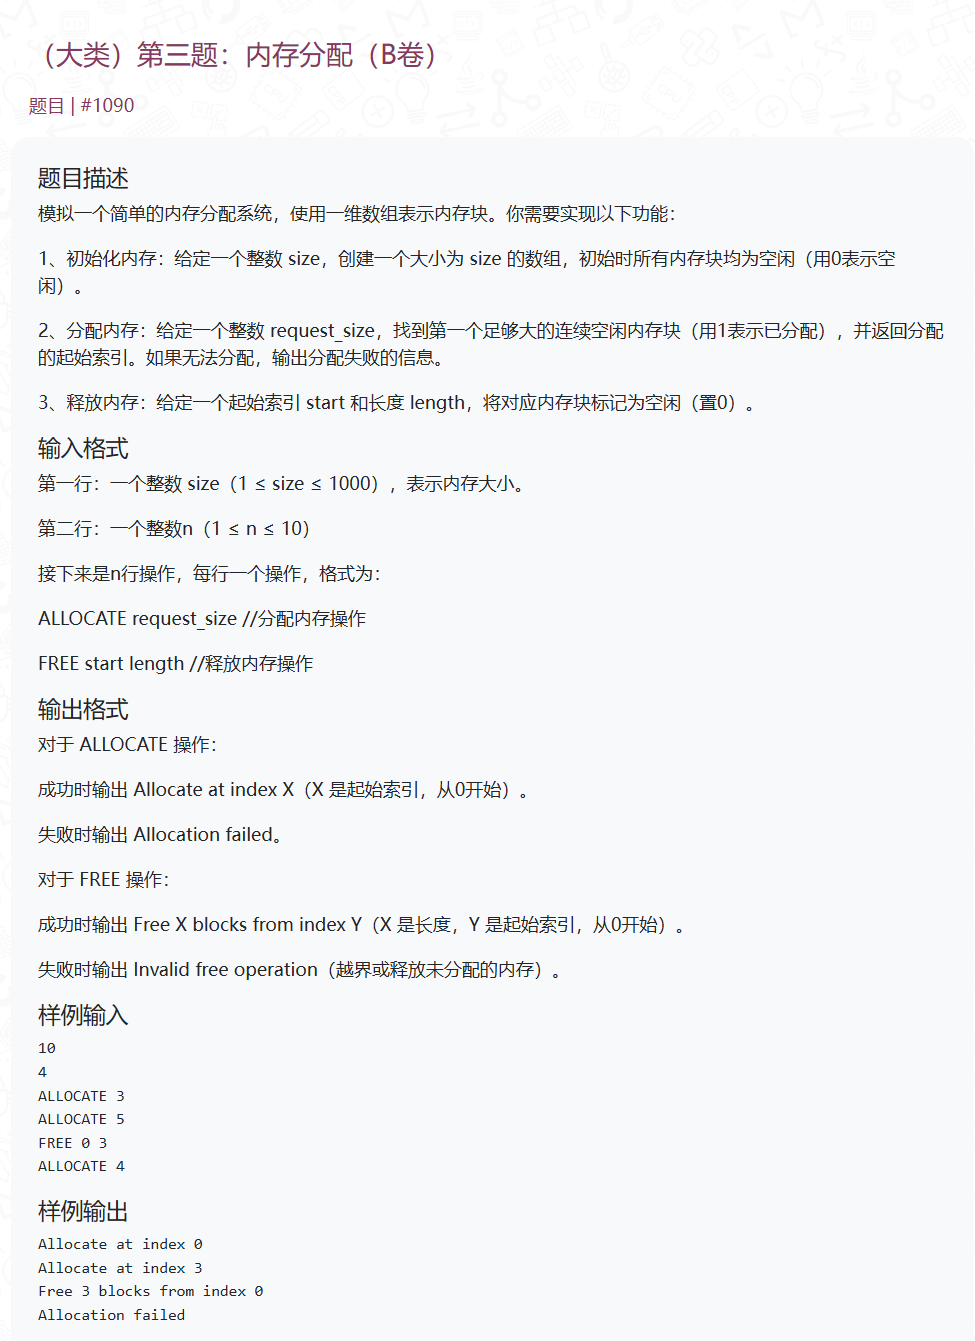 （大类）第三题：内存分配（B卷）
题目 | #1090
题目描述
模拟一个简单的内存分配系统，使用一维数组表示内存块。你需要实现以下功能：
1、初始化内存：给定一个整数 size，创建一个大小为 size 的数组，初始时所有内存块均为空闲（用0表示空
闲）。
2、分配内存：给定一个整数 request_size，找到第一个足够大的连续空闲内存块（用1表示已分配），并返回分配
的起始索引。如果无法分配，输出分配失败的信息。
3、释放内存：给定一个起始索引 start 和长度 length，将对应内存块标记为空闲（置0）。
输入格式
第一行：一个整数 size（1 ≤ size ≤ 1000），表示内存大小。
第二行：一个整数n（1 ≤ n ≤ 10）
接下来是n行操作，每行一个操作，格式为：
ALLOCATE request_size //分配内存操作
FREE start length //释放内存操作
输出格式
对于 ALLOCATE 操作：
成功时输出 Allocate at index X（X 是起始索引，从0开始）。
失败时输出 Allocation failed。
对于 FREE 操作：
成功时输出 Free X blocks from index Y（X 是长度，Y 是起始索引，从0开始）。
失败时输出 Invalid free operation（越界或释放未分配的内存）。
样例输入
10
4
ALLOCATE 3
ALLOCATE 5
FREE 0 3
ALLOCATE 4
样例输出
Allocate at index 0
Allocate at index 3
Free 3 blocks from index 0
Allocation failed